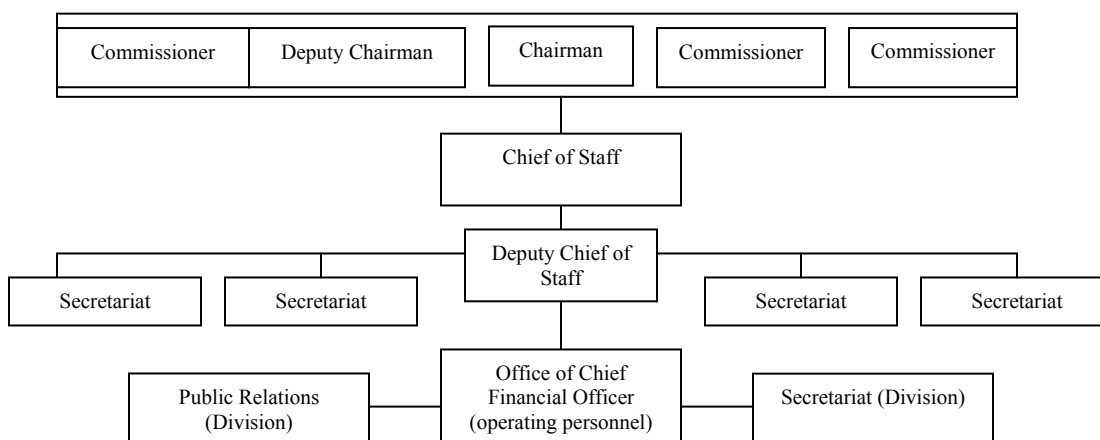 Commissioner
Deputy Chairman
Chairman
Commissioner
Commissioner
Chief of Staff
Deputy Chief of
Staff
Secretariat
Secretariat
Secretariat
Secretariat
Public Relations
(Division)
Office of Chief
Financial Officer
(operating personnel)
Secretariat (Division)